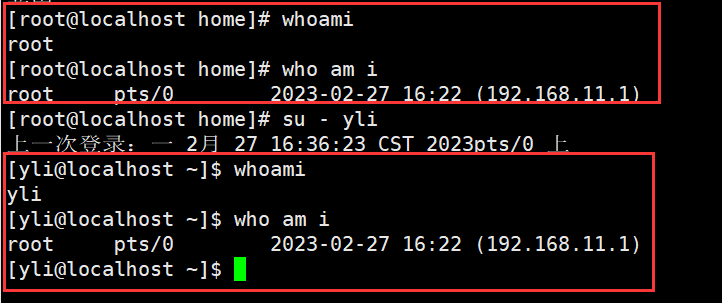 [root@localhost home]# whoami
root
[root@localhost home]# who am i
root     pts/0        2023-02-27 16:22 (192.168.11.1)
[root@localhost home]# su - yli
上一次登录：一 2月 27 16:36:23 CST 2023pts/0 上
[yli@localhost ~]$ whoami
yli
[yli@localhost ~]$ who am i
root     pts/0        2023-02-27 16:22 (192.168.11.1)
[yli@localhost ~]$